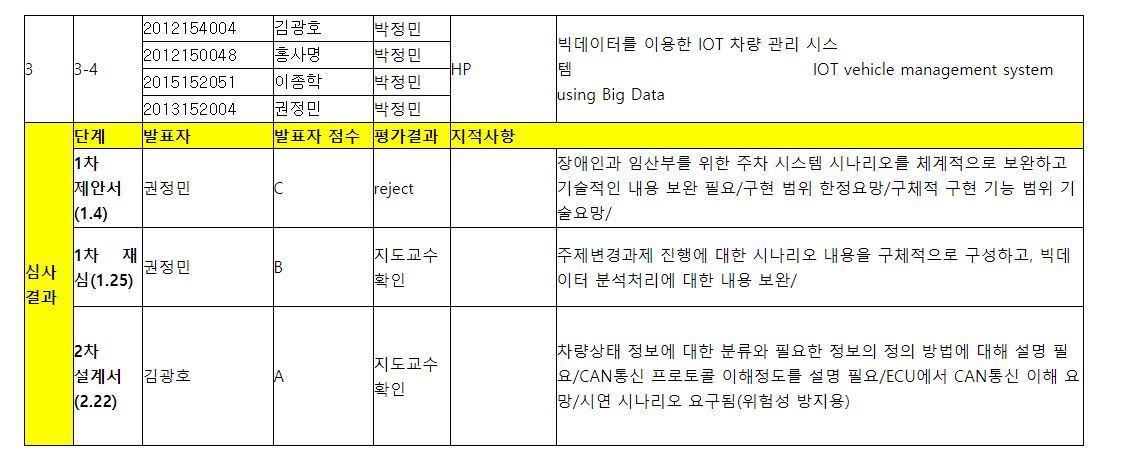 3 3-4 2012154004 김광호 박정민 HP 빅데이터를 이용한 IOT 차량 관리 시스
템 IOT vehicle management system
using Big Data
2012150048 홍사명 박정민
2015152051 이종학 박정민
2013152004 권정민 박정민
심사
결과
단계 발표자 발표자 점수 평가결과 지적사항
1차
제안서
(1.4)
권정민 C reject
장애인과 임산부를 위한 주차 시스템 시나리오를 체계적으로 보완하고
기술적인 내용 보완 필요/구현 범위 한정요망/구체적 구현 기능 범위 기
술요망/
1차 재
심(1.25)
권정민 B 지도교수
확인
주제변경과제 진행에 대한 시나리오 내용을 구체적으로 구성하고, 빅데
이터 분석처리에 대한 내용 보완/
2차
설계서
(2.22)
김광호 A 지도교수
확인
차량상태 정보에 대한 분류와 필요한 정보의 정의 방법에 대해 설명 필
요/CAN통신 프로토콜 이해정도를 설명 필요/ECU에서 CAN통신 이해 요
망/시연 시나리오 요구됨(위험성 방지용)